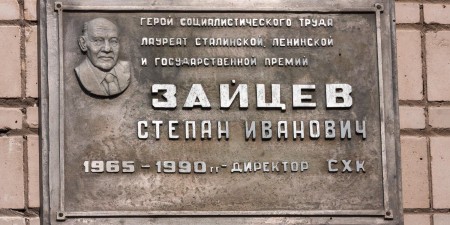 ГЕРОЙ СОЦИАЛИСТИЧЕСКОГО ТРУДА
ЛАУРЕАТ СТАЛИНСКОЙ, ЛЕНИНСКОЙ
И ГОСУДАРСТВЕННОЙ ПРЕМИЙ
ЗАЙЦЕВ
СТЕПАН ИВАНОВИЧ
1965 - 1990 гг - ДИРЕКТОР СХК